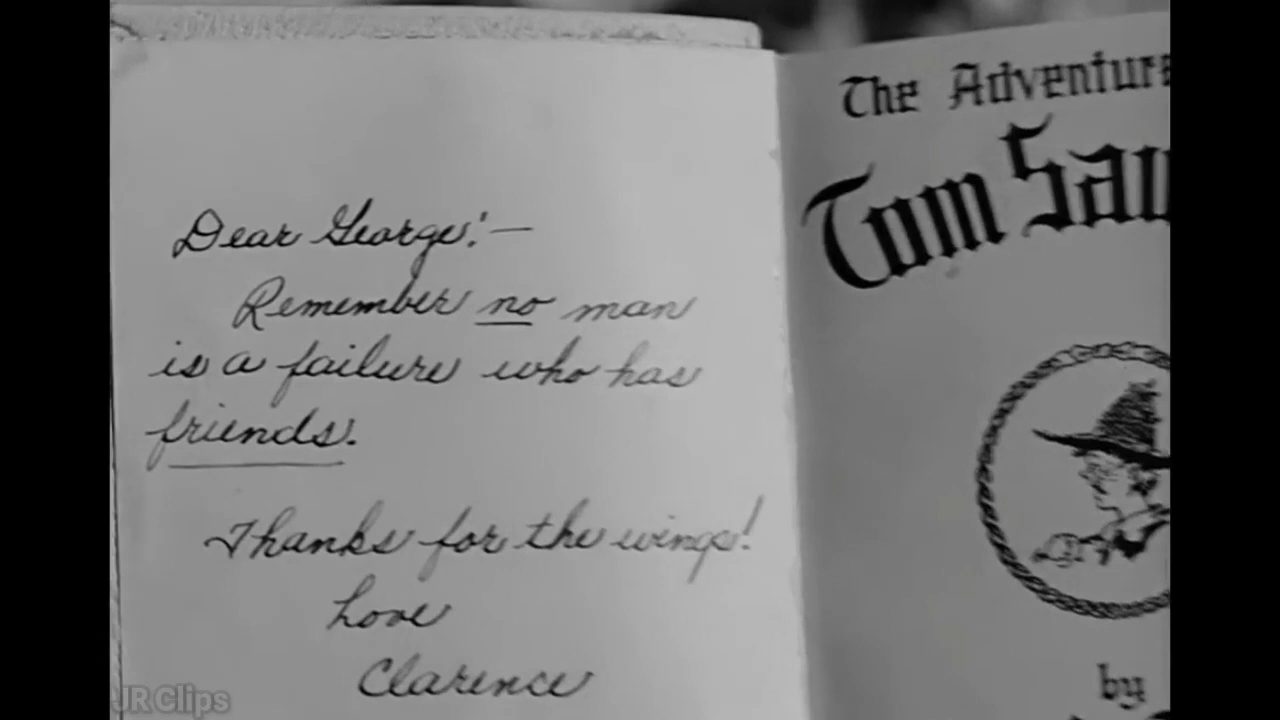 Dear George:—
Remember no man
is a failure who has
friends.
Thanks for the wings!
Love
Clarence
The Adventure
Tom Saw
by
JR Clips